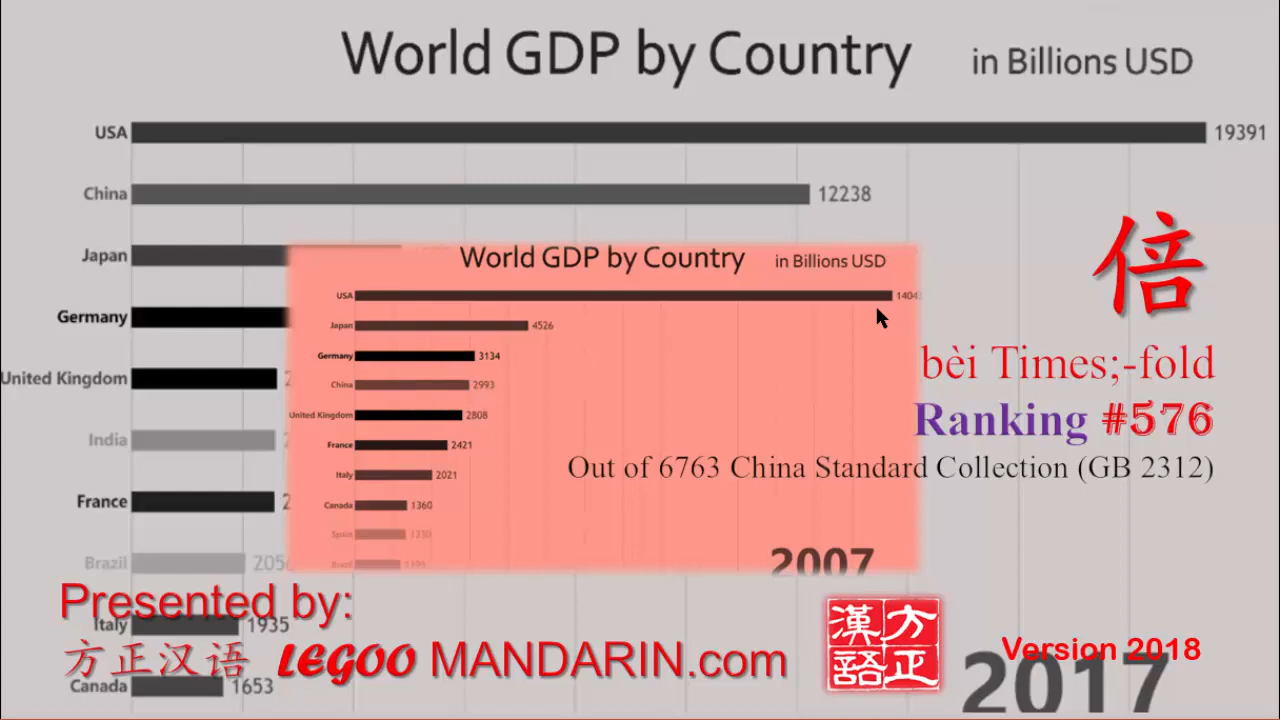 World GDP by Country in Billions USD
USA 19391
China 12238
Japan
Germany
United Kingdom
India
France
Brazil
Italy 1935
Canada 1653
2017
World GDP by Country in Billions USD
USA
Japan 4526
Germany 3134
China 2993
United Kingdom 2808
France 2421
Italy 2021
Canada 1360
Spain
Brazil
2007
倍
bèi Times;-fold
Ranking #576
Out of 6763 China Standard Collection (GB 2312)
Presented by:
方正汉语 LEGOO MANDARIN.com
漢方
語正
Version 2018